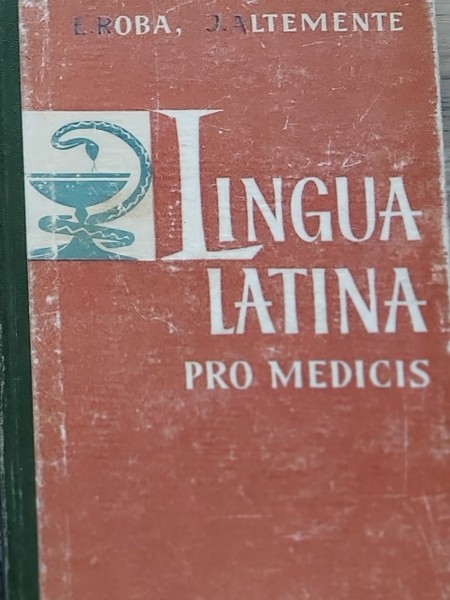 E. ROBA, J. ALTEMENTE
LINGUA
LATINA
PRO MEDICIS